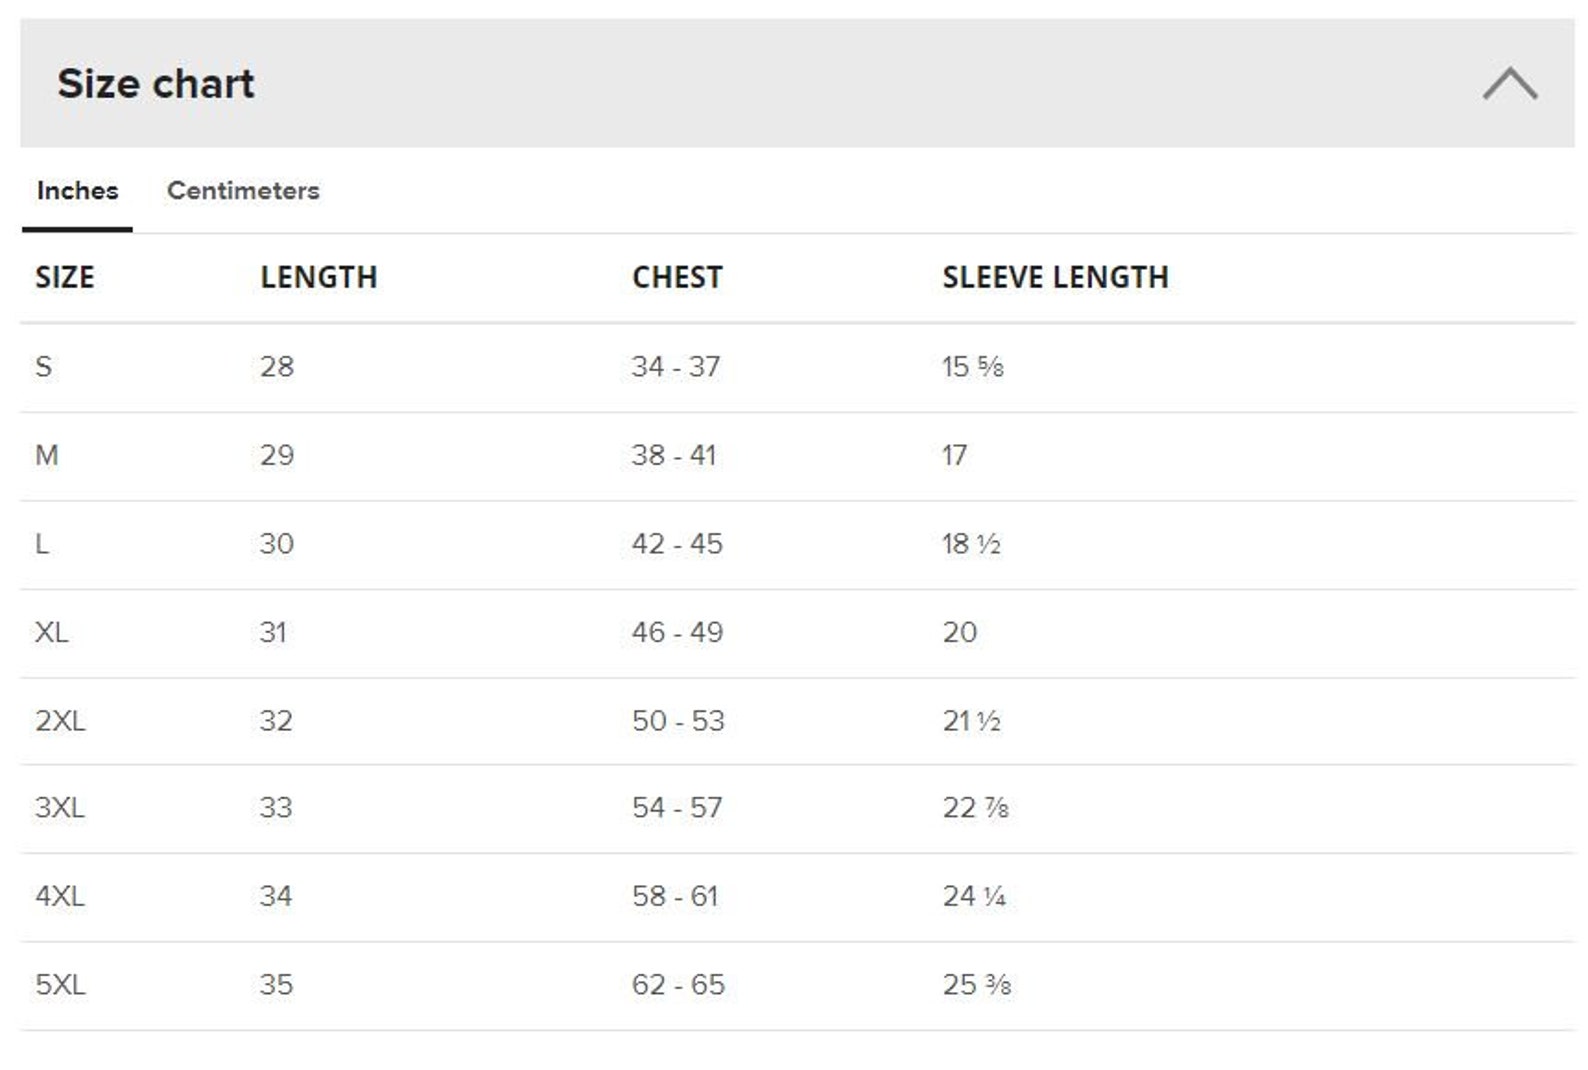 Size chart
Inches Centimeters
SIZE LENGTH CHEST SLEEVE LENGTH
S 28 34 - 37 15 ⅝
M 29 38 - 41 17
L 30 42 - 45 18 ½
XL 31 46 - 49 20
2XL 32 50 - 53 21 ½
3XL 33 54 - 57 22 ⅞
4XL 34 58 - 61 24 ¼
5XL 35 62 - 65 25 ⅜